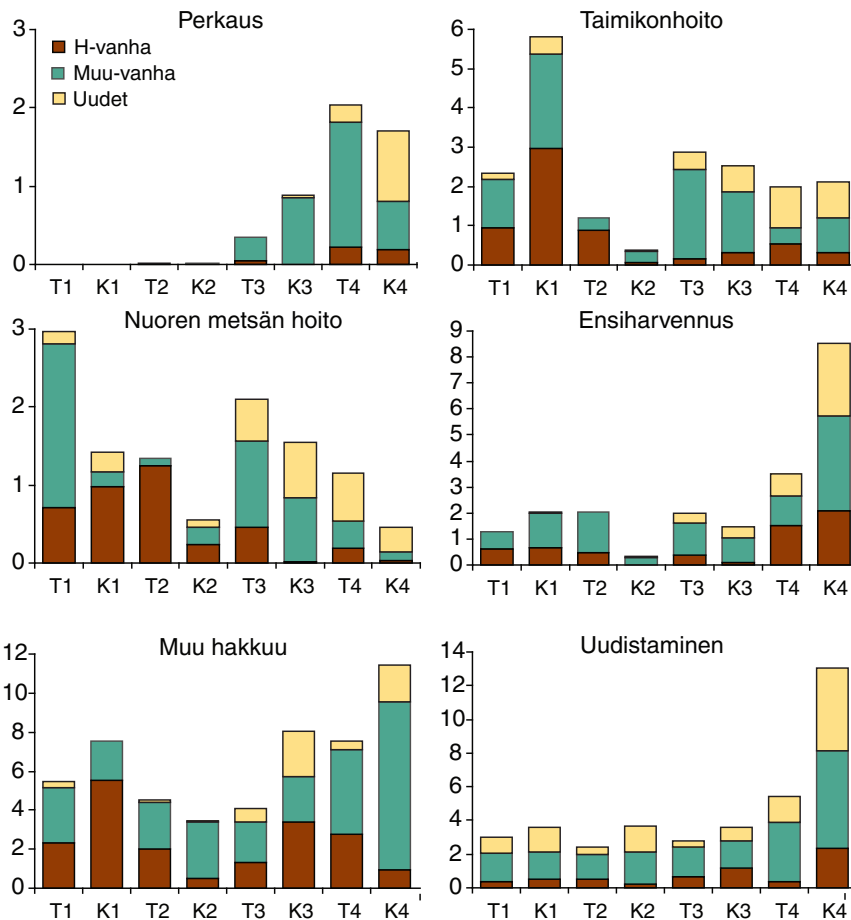 Perkaus
H-vanha
Muu-vanha
Uudet
3
2
1
0
T1 K1 T2 K2 T3 K3 T4 K4
Taimikonhoito
6
5
4
3
2
1
0
T1 K1 T2 K2 T3 K3 T4 K4
Nuoren metsän hoito
3
2
1
0
T1 K1 T2 K2 T3 K3 T4 K4
Ensiharvennus
9
8
7
6
5
4
3
2
1
0
T1 K1 T2 K2 T3 K3 T4 K4
Muu hakkuu
12
10
8
6
4
2
0
T1 K1 T2 K2 T3 K3 T4 K4
Uudistaminen
14
12
10
8
6
4
2
0
T1 K1 T2 K2 T3 K3 T4 K4